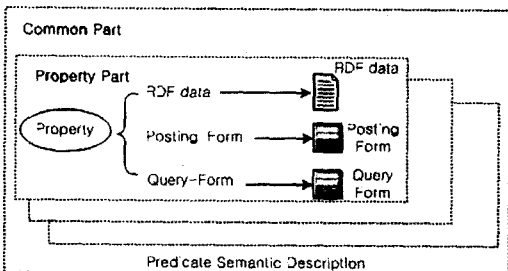 Common Part
Property Part
RDF data
RDF data
Property
Posting Form
Posting
Form
Query-Form
Query
Form
Predicate Semantic Description